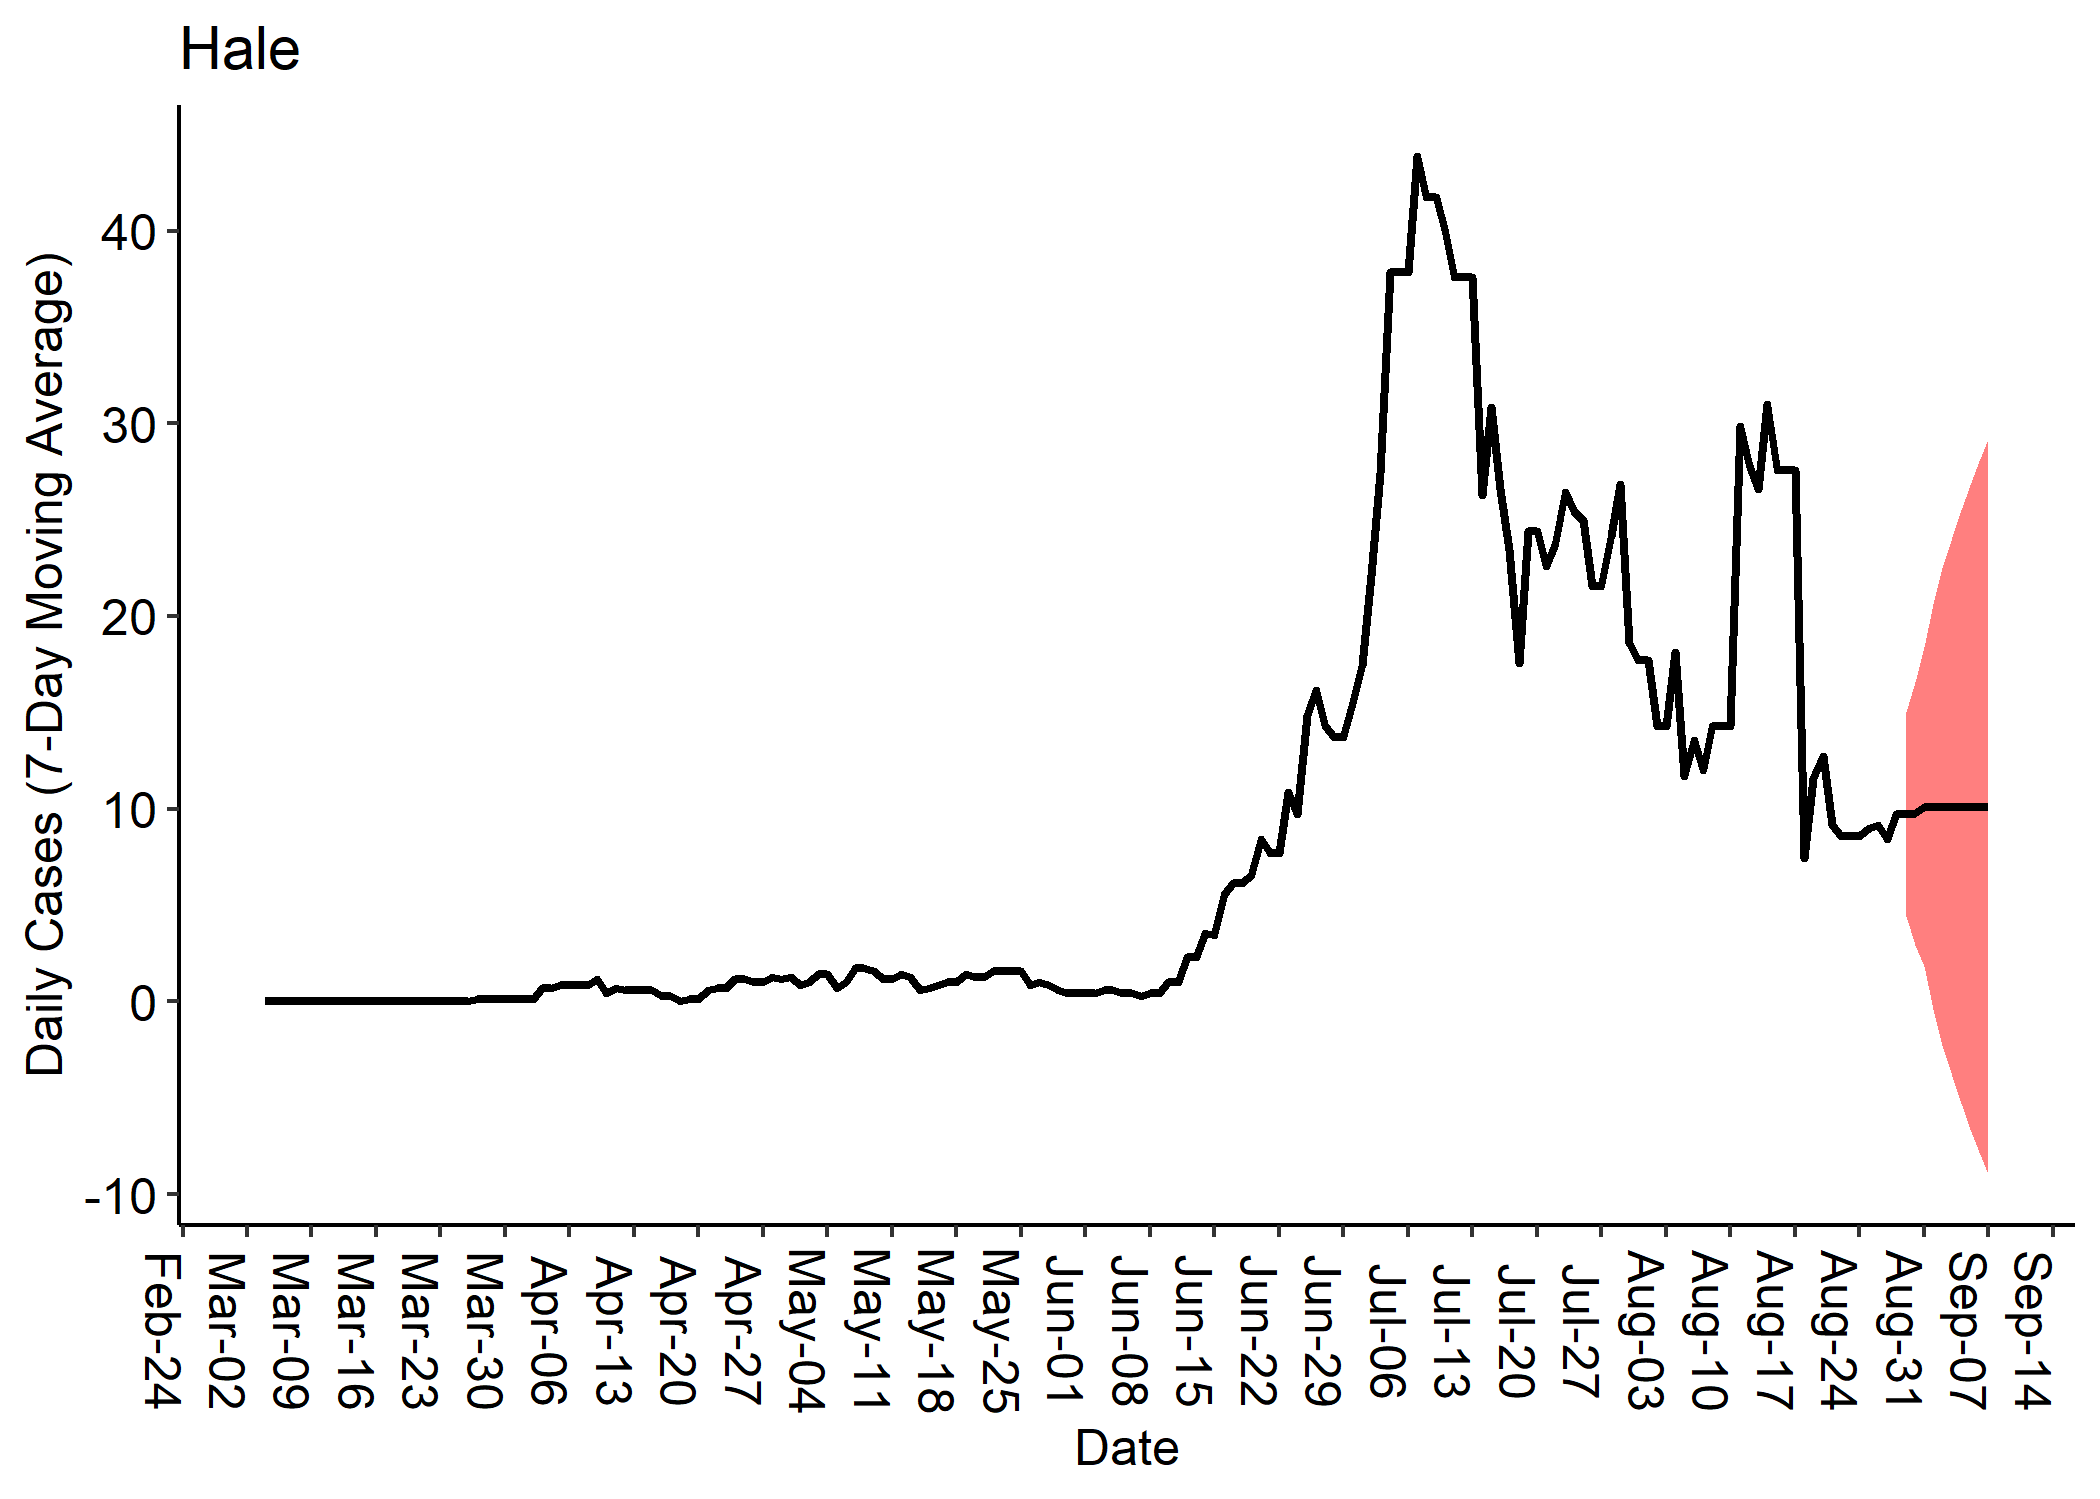 Hale
Daily Cases (7-Day Moving Average)
40
30
20
10
0
-10
Feb-24
Mar-02
Mar-09
Mar-16
Mar-23
Mar-30
Apr-06
Apr-13
Apr-20
Apr-27
May-04
May-11
May-18
May-25
Jun-01
Jun-08
Jun-15
Jun-22
Jun-29
Jul-06
Jul-13
Jul-20
Jul-27
Aug-03
Aug-10
Aug-17
Aug-24
Aug-31
Sep-07
Sep-14
Date